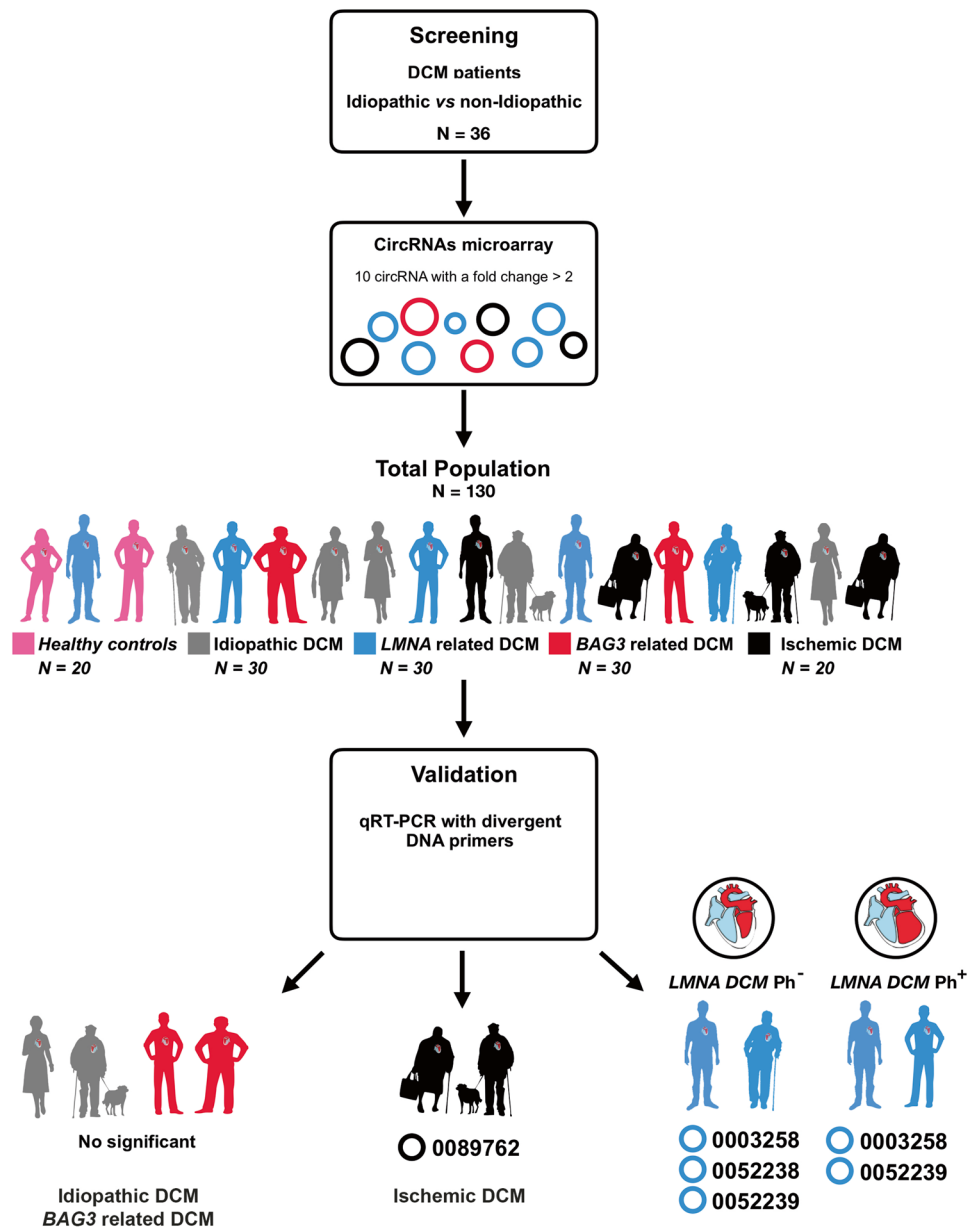 Screening
DCM patients
Idiopathic vs non-Idiopathic
N = 36
CircRNAs microarray
10 circRNA with a fold change > 2
Total Population
N = 130
Healthy controls
N = 20
Idiopathic DCM
N = 30
LMNA related DCM
N = 30
BAG3 related DCM
N = 30
Ischemic DCM
N = 20
Validation
qRT-PCR with divergent
DNA primers
No significant
Idiopathic DCM
BAG3 related DCM
0089762
Ischemic DCM
LMNA DCM Ph-
0003258
0052238
0052239
LMNA DCM Ph+
0003258
0052239